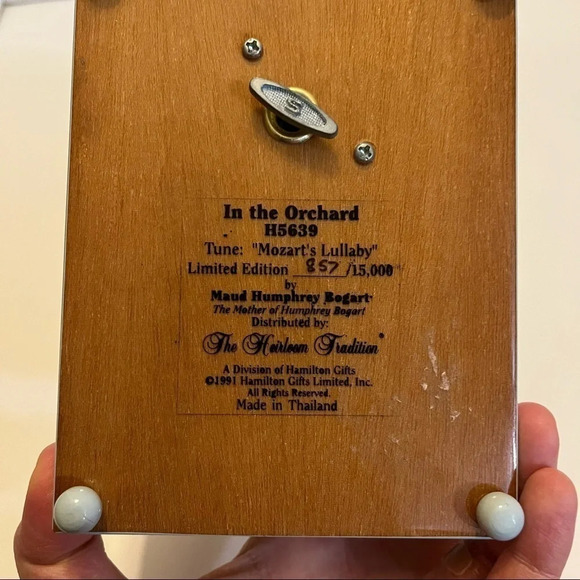 S
In the Orchard
H5639
Tune: "Mozart's Lullaby"
Limited Edition 857 /15,000
by
Maud Humphrey Bogart
The Mother of Humphrey Bogart
Distributed by:
The Heirloom Tradition®
A Division of Hamilton Gifts
©1991 Hamilton Gifts Limited, Inc.
All Rights Reserved.
Made in Thailand